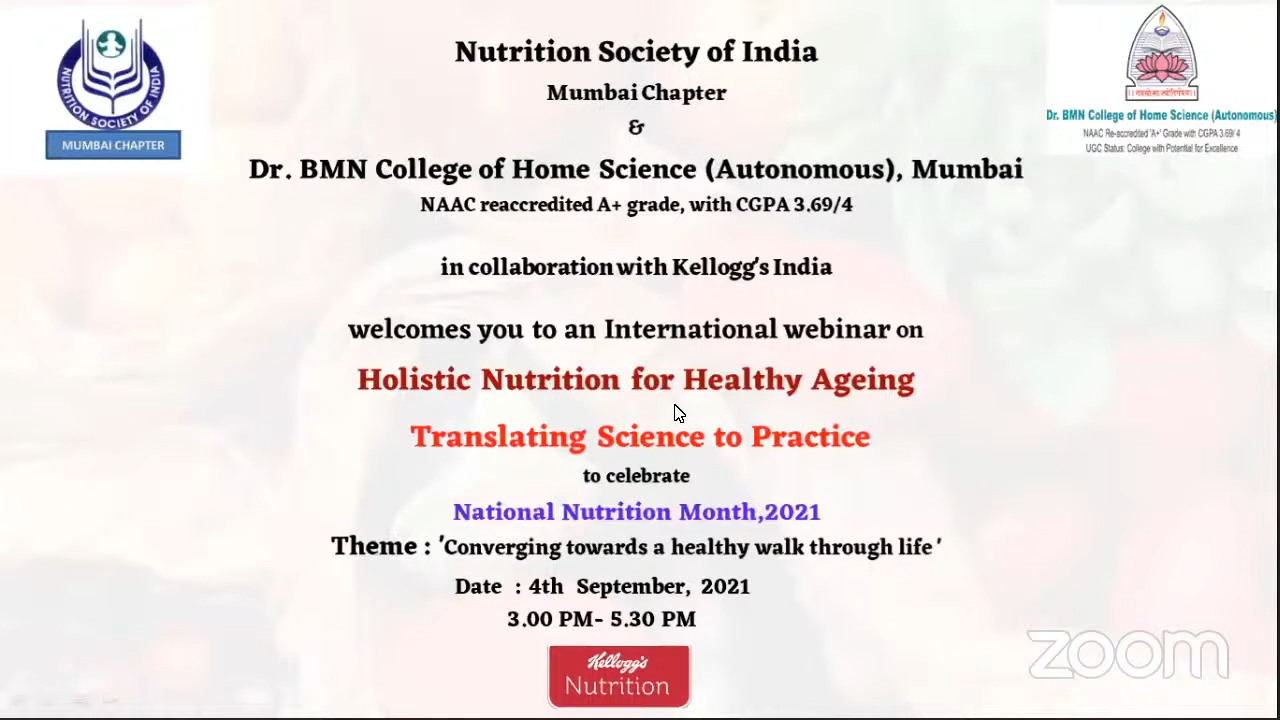 NUTRITION SOCIETY OF INDIA
MUMBAI CHAPTER
Nutrition Society of India
Mumbai Chapter
&
Dr. BMN College of Home Science (Autonomous), Mumbai
NAAC reaccredited A+ grade, with CGPA 3.69/4
Dr. BMN College of Home Science (Autonomous)
NAAC Re-accredited 'A+' Grade with CGPA 3.69/ 4
UGC Status: College with Potential for Excellence
in collaboration with Kellogg's India
welcomes you to an International webinar on
Holistic Nutrition for Healthy Ageing
Translating Science to Practice
to celebrate
National Nutrition Month,2021
Theme : 'Converging towards a healthy walk through life '
Date : 4th September, 2021
3.00 PM- 5.30 PM
Kellogg's
Nutrition
zoom